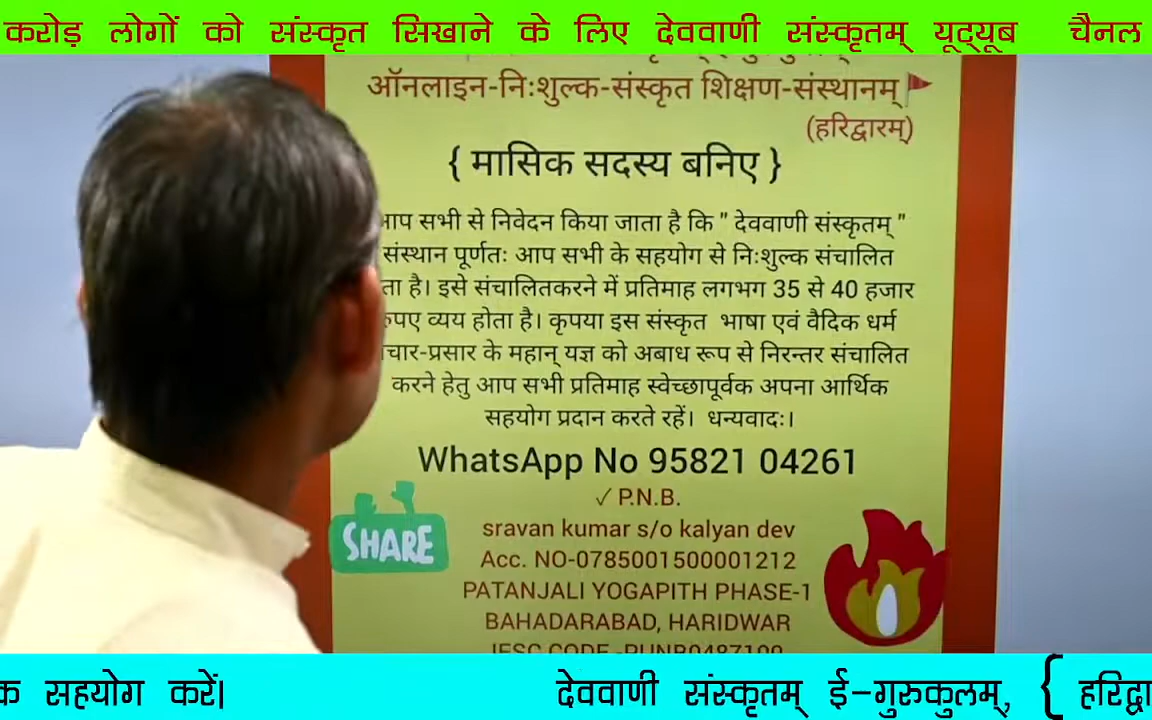 करोड़ लोगों को संस्कृत सिखाने के लिए देववाणी संस्कृतम् यूट्यूब चैनल
ऑनलाइन-निःशुल्क-संस्कृत शिक्षण-संस्थानम्
(हरिद्वारम्)
{ मासिक सदस्य बनिए }
आप सभी से निवेदन किया जाता है कि " देववाणी संस्कृतम् "
संस्थान पूर्णतः आप सभी के सहयोग से निःशुल्क संचालित
ता है। इसे संचालितकरने में प्रतिमाह लगभग 35 से 40 हजार
रुपए व्यय होता है। कृपया इस संस्कृत भाषा एवं वैदिक धर्म
चार-प्रसार के महान् यज्ञ को अबाध रूप से निरन्तर संचालित
करने हेतु आप सभी प्रतिमाह स्वेच्छापूर्वक अपना आर्थिक
सहयोग प्रदान करते रहें। धन्यवादः।
WhatsApp No 95821 04261
✓ P.N.B.
SHARE
sravan kumar s/o kalyan dev
Acc. NO-0785001500001212
PATANJALI YOGAPITH PHASE-1
BAHADARABAD, HARIDWAR
IFSC CODE
क सहयोग करें। देववाणी संस्कृतम् ई-गुरुकुलम्, { हरिद्वा